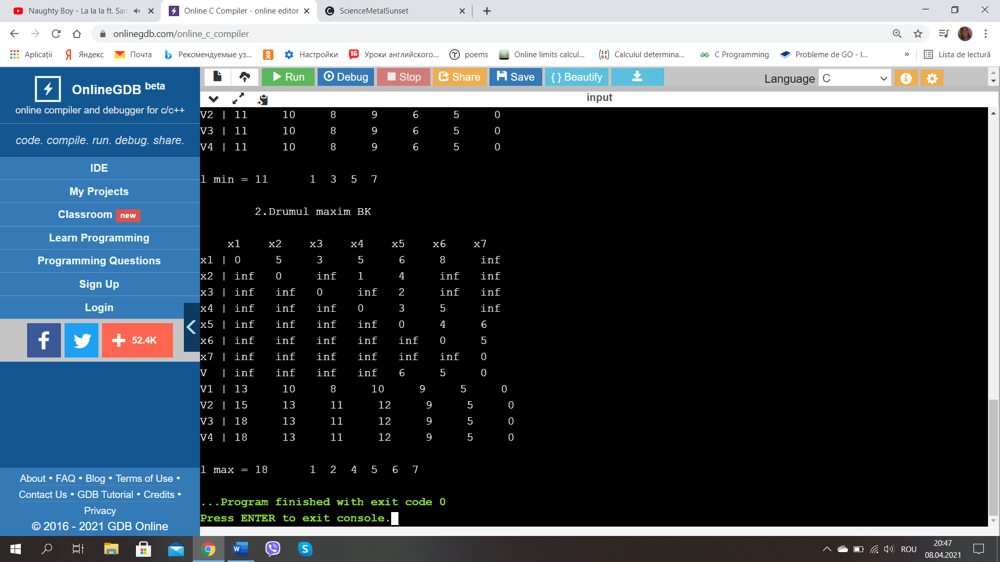 Naughty Boy - La la la ft. Sam
Online C Compiler - online editor
ScienceMetalSunset
onlinegdb.com/online_c_compiler
Aplicații Яндекс Почта Рекомендуемые уз... Настройки Уроки английского... poems Online limits calcul... Calculul determina... C Programming Probleme de GO - I... » Lista de lectură
OnlineGDB beta
online compiler and debugger for c/c++
code. compile. run. debug. share.
IDE
My Projects
Classroom new
Learn Programming
Programming Questions
Sign Up
Login
f + 52.4K
About • FAQ • Blog • Terms of Use •
Contact Us • GDB Tutorial • Credits •
Privacy
© 2016 - 2021 GDB Online
Run Debug Stop Share Save { } Beautify Language C
input
V2 | 11 10 8 9 6 5 0
V3 | 11 10 8 9 6 5 0
V4 | 11 10 8 9 6 5 0
l min = 11 1 3 5 7
2.Drumul maxim BK
x1 x2 x3 x4 x5 x6 x7
x1 | 0 5 3 5 6 8 inf
x2 | inf 0 inf 1 4 inf inf
x3 | inf inf 0 inf 2 inf inf
x4 | inf inf inf 0 3 5 inf
x5 | inf inf inf inf 0 4 6
x6 | inf inf inf inf inf 0 5
x7 | inf inf inf inf inf inf 0
V | inf inf inf inf 6 5 0
V1 | 13 10 8 10 9 5 0
V2 | 15 13 11 12 9 5 0
V3 | 18 13 11 12 9 5 0
V4 | 18 13 11 12 9 5 0
l max = 18 1 2 4 5 6 7
...Program finished with exit code 0
Press ENTER to exit console.
ROU
20:47
08.04.2021